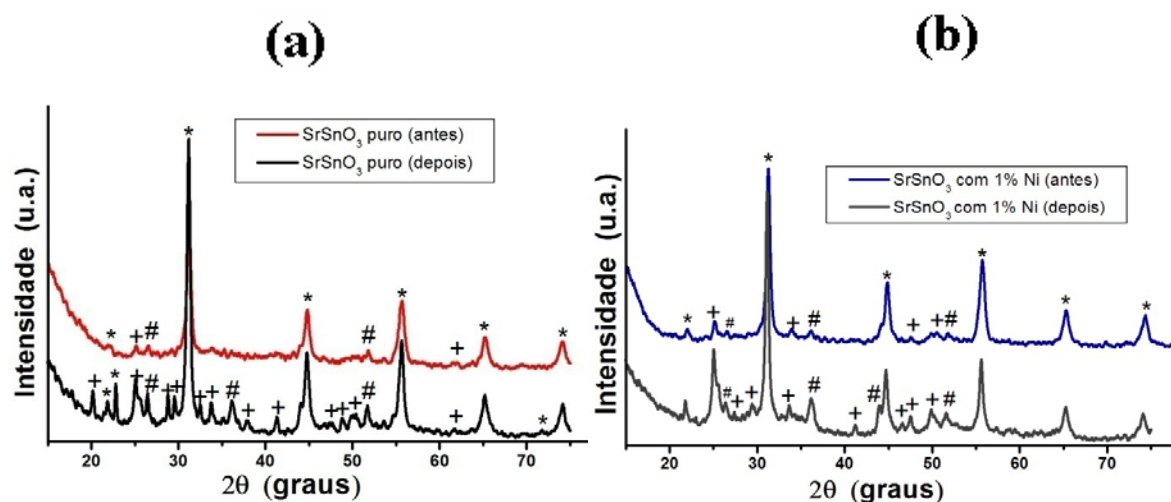 (a)
(b)
Intensidade (u.a.)
SrSnO₃ puro (antes)
SrSnO₃ puro (depois)
* + # * * # * + * *
+ * * + # + + + + # + + + + + # + *
20 30 40 50 60 70
2θ (graus)
Intensidade (u.a.)
SrSnO₃ com 1% Ni (antes)
SrSnO₃ com 1% Ni (depois)
* + # * + # * + + # * * *
# + + + # + # + + + #
20 30 40 50 60 70
2θ (graus)